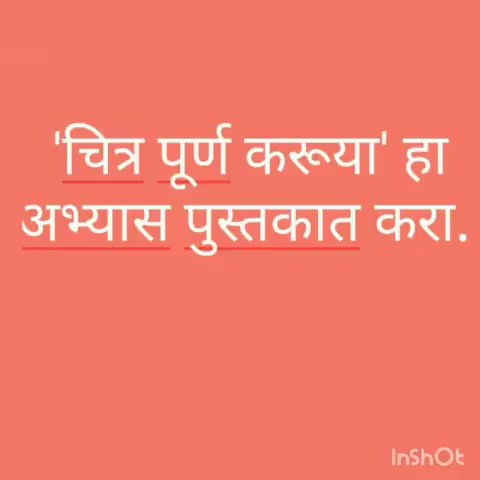 'चित्र पूर्ण करूया' हा
अभ्यास पुस्तकात करा.
InShOt